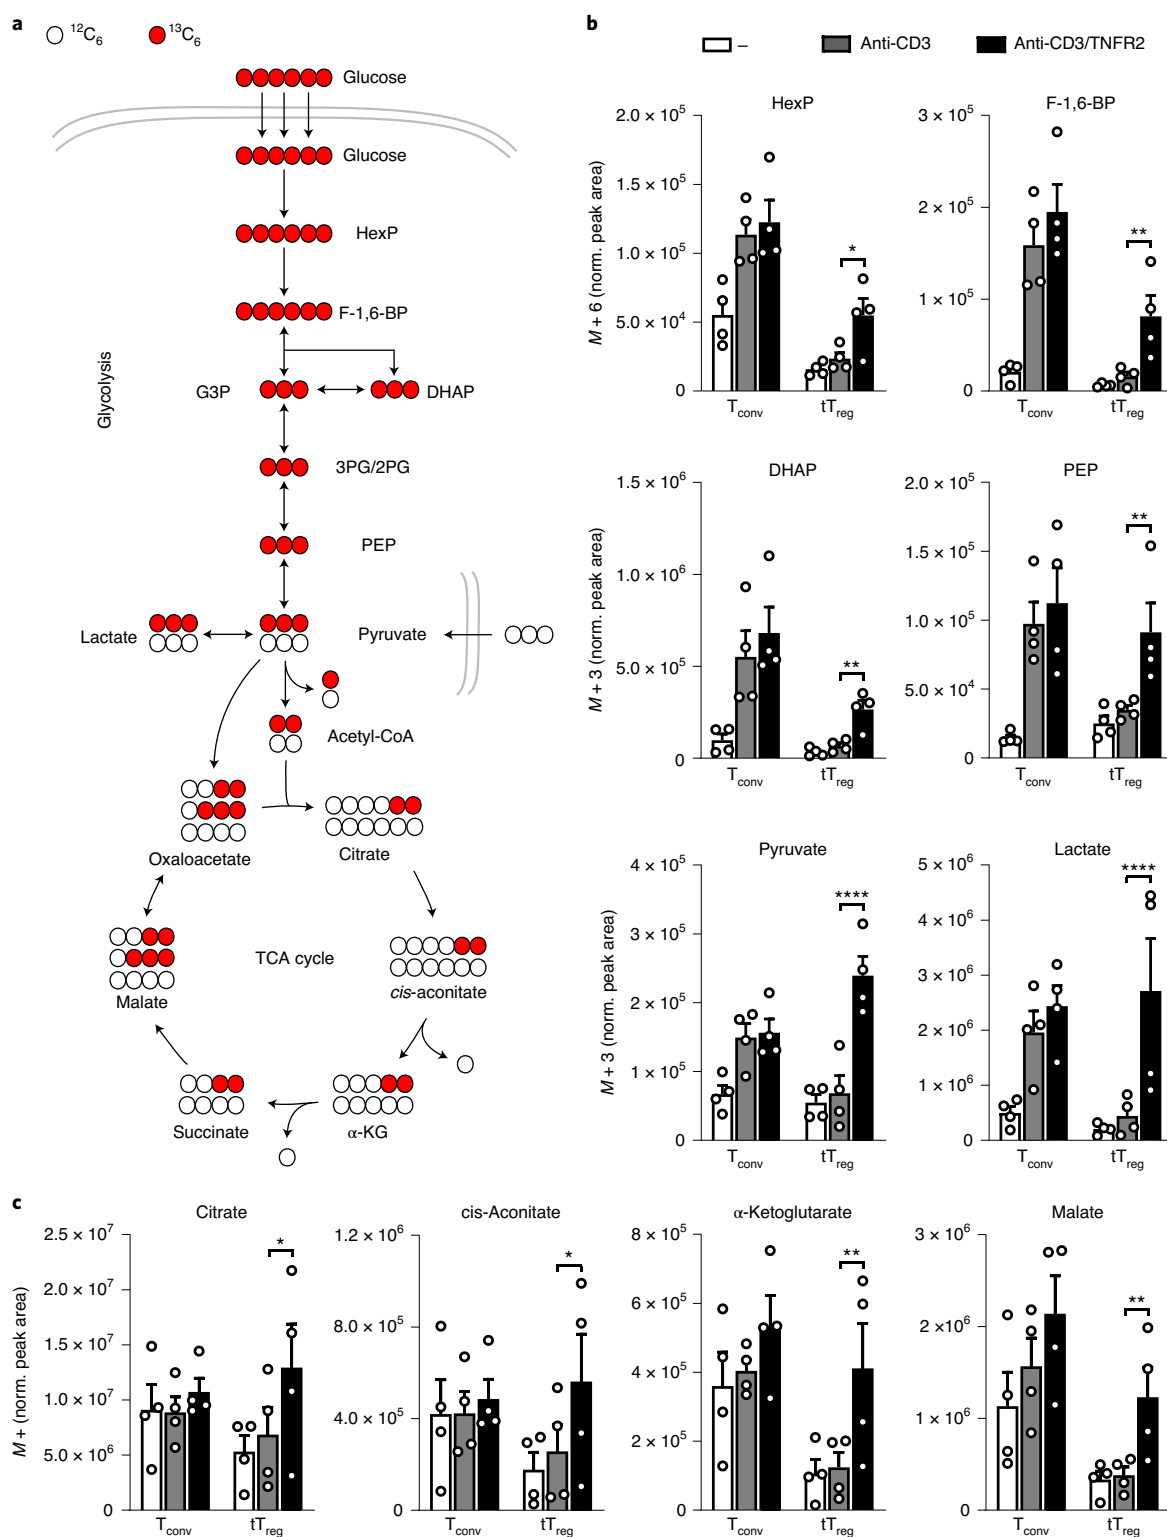 a
¹²C₆
¹³C₆
Glucose
Glucose
HexP
F-1,6-BP
Glycolysis
G3P
DHAP
3PG/2PG
PEP
Lactate
Pyruvate
Acetyl-CoA
Oxaloacetate
Citrate
TCA cycle
Malate
cis-aconitate
Succinate
α-KG
b
–
Anti-CD3
Anti-CD3/TNFR2
HexP
M + 6 (norm. peak area)
2.0 × 10⁵
1.5 × 10⁵
1.0 × 10⁵
5.0 × 10⁴
0
*
Tconv
tTreg
F-1,6-BP
3 × 10⁵
2 × 10⁵
1 × 10⁵
0
**
Tconv
tTreg
DHAP
M + 3 (norm. peak area)
1.5 × 10⁶
1.0 × 10⁶
5.0 × 10⁵
0
**
Tconv
tTreg
PEP
2.0 × 10⁵
1.5 × 10⁵
1.0 × 10⁵
5.0 × 10⁴
0
**
Tconv
tTreg
Pyruvate
M + 3 (norm. peak area)
4 × 10⁵
3 × 10⁵
2 × 10⁵
1 × 10⁵
0
****
Tconv
tTreg
Lactate
5 × 10⁶
4 × 10⁶
3 × 10⁶
2 × 10⁶
1 × 10⁶
0
****
Tconv
tTreg
c
Citrate
M + (norm. peak area)
2.5 × 10⁷
2.0 × 10⁷
1.5 × 10⁷
1.0 × 10⁷
5.0 × 10⁶
0
*
Tconv
tTreg
cis-Aconitate
1.2 × 10⁶
8.0 × 10⁵
4.0 × 10⁵
0
*
Tconv
tTreg
α-Ketoglutarate
8 × 10⁵
6 × 10⁵
4 × 10⁵
2 × 10⁵
0
**
Tconv
tTreg
Malate
3 × 10⁶
2 × 10⁶
1 × 10⁶
0
**
Tconv
tTreg